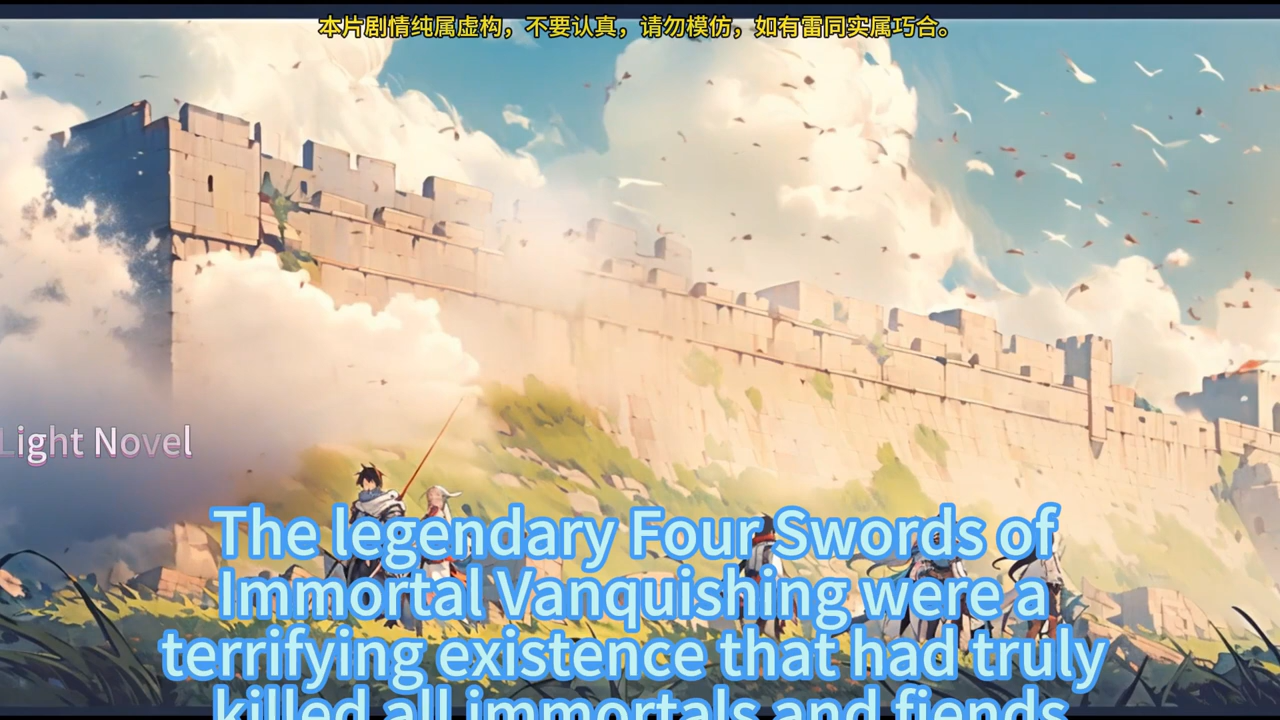 本片剧情纯属虚构，不要认真，请勿模仿，如有雷同实属巧合。
Light Novel
The legendary Four Swords of
Immortal Vanquishing were a
terrifying existence that had truly
killed all immortals and fiends